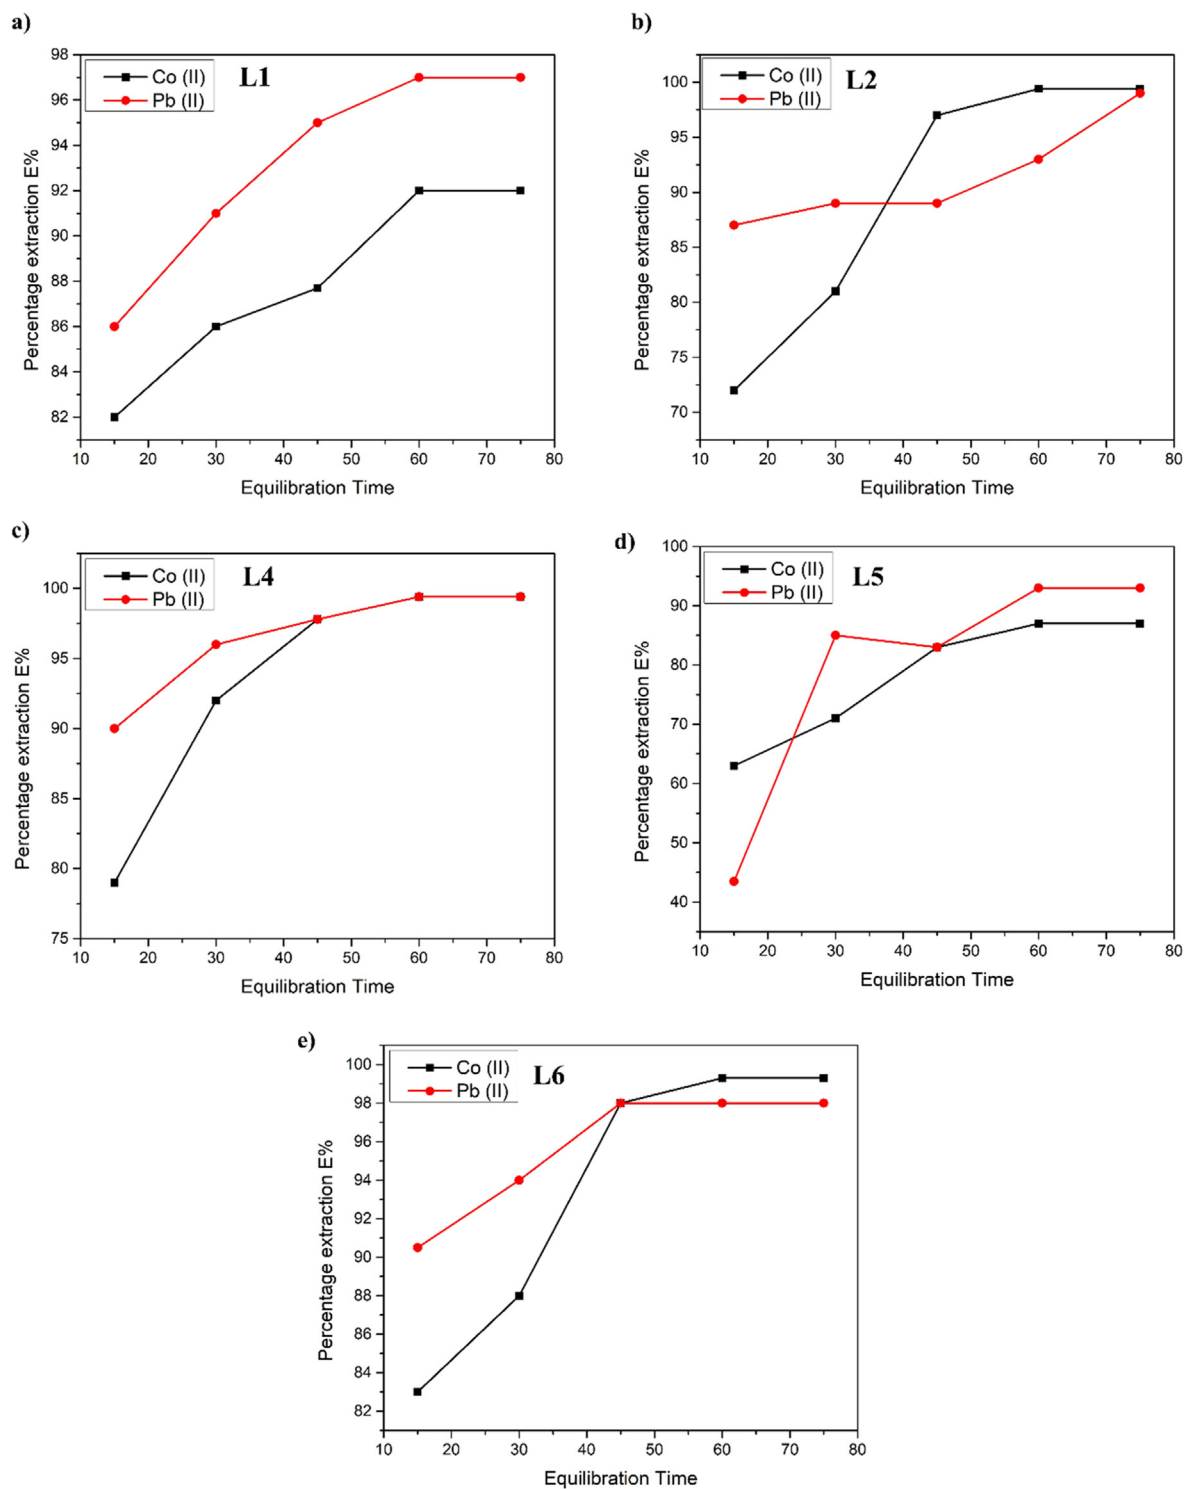 a)
L1
Co (II)
Pb (II)
98
96
94
92
90
88
86
84
82
Percentage extraction E%
10 20 30 40 50 60 70 80
Equilibration Time
b)
L2
Co (II)
Pb (II)
100
95
90
85
80
75
70
Percentage extraction E%
10 20 30 40 50 60 70 80
Equilibration Time
c)
L4
Co (II)
Pb (II)
100
95
90
85
80
75
Percentage extraction E%
10 20 30 40 50 60 70 80
Equilibration Time
d)
L5
Co (II)
Pb (II)
100
90
80
70
60
50
40
Percentage extraction E%
10 20 30 40 50 60 70 80
Equilibration Time
e)
L6
Co (II)
Pb (II)
100
98
96
94
92
90
88
86
84
82
Percentage extraction E%
10 20 30 40 50 60 70 80
Equilibration Time